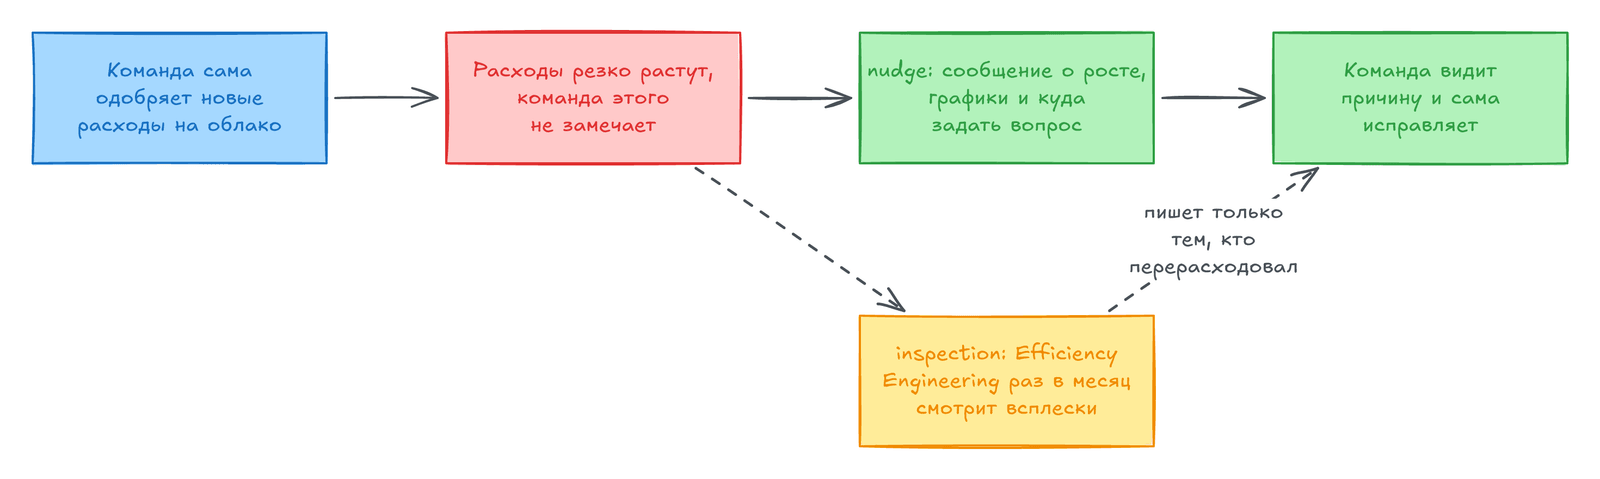 Команда сама
одобряет новые
расходы на облако
Расходы резко растут,
команда этого
не замечает
nudge: сообщение о росте,
графики и куда
задать вопрос
Команда видит
причину и сама
исправляет
пишет только
тем, кто
перерасходовал
inspection: Efficiency
Engineering раз в месяц
смотрит всплески